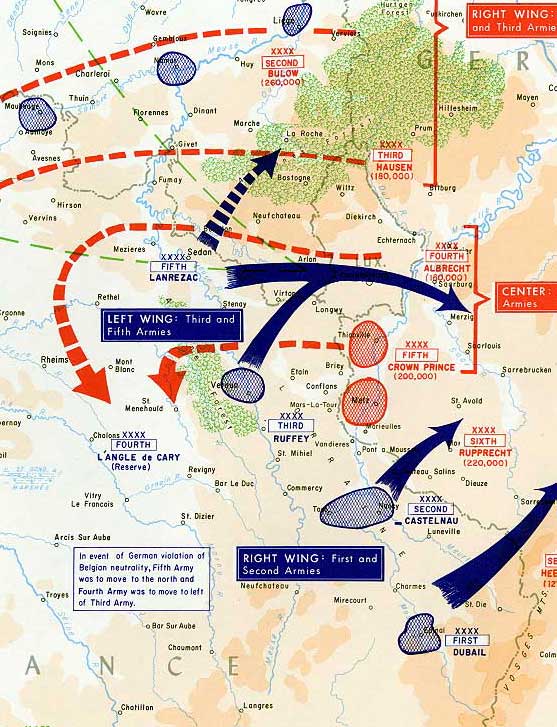 Hurtgen
Forest
Euskirchen
RIGHT WING:
and Third Armie
Wavre
Liege
Soignies
Gembloux
Meuse R
Verviers
G E R
Mons
Namur
Huy
XXXX
SECOND
BULOW
(260,000)
Charleroi
Mayen
Thuin
Hillesheim
Maubeuge
Florennes
Dinant
Aulnoye
Marche
La Roche
Prum
Avesnes
Givet
XXXX
THIRD
HAUSEN
(180,000)
Fumay
Bastogne
Wiltz
Bitburg
Hirson
Neufchateau
Diekirch
Vervins
Echternach
Mezieres
Sedan
XXXX
FOURTH
ALBRECHT
(180,000)
XXXX
FIFTH
LANREZAC
Arlon
Saarburg
CENTER:
Armies
Rethel
Stenay
Virton
Longwy
Merzig
LEFT WING: Third and
Fifth Armies
Craonne
Thionville
Saarlouis
XXXX
FIFTH
CROWN PRINCE
(200,000)
Rheims
Mont
Blanc
Briey
Etain
Saarbrucken
Verdun
Conflans
St.
Menehould
Forest
Mars-La-Tour
Metz
St. Avold
XXXX
THIRD
RUFFEY
Chalons
XXXX
FOURTH
LANGLE de CARY
(Reserve)
Vandieres
XXXX
SIXTH
RUPPRECHT
(220,000)
St. Mihiel
Pont a Mousson
Revigny
Salins
Bar Le Duc
Commercy
Dieuze
Vitry
Le Francois
Toul
Nancy
XXXX
SECOND
CASTELNAU
St. Dizier
Luneville
Arcis Sur Aube
In event of German violation of
Belgian neutrality, Fifth Army
was to move to the north and
Fourth Army was to move to left
of Third Army.
RIGHT WING: First and
Second Armies
L O R R A I N E
Troyes
Neufchateau
Charmes
Mirecourt
St. Die
Bar Sur Aube
Epinal
XXXX
FIRST
DUBAIL
Chaumont
VOSGES MTS.
A N C E
Chatillon
Langres